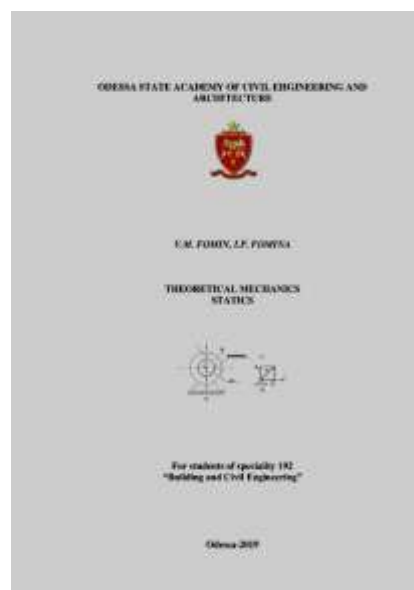 ODESSA STATE ACADEMY OF CIVIL ENGINEERING AND
ARCHITECTURE
V.M. FOMIN, I.P. FOMINA
THEORETICAL MECHANICS
STATICS
For students of speciality 192
"Building and Civil Engineering"
Odessa-2019